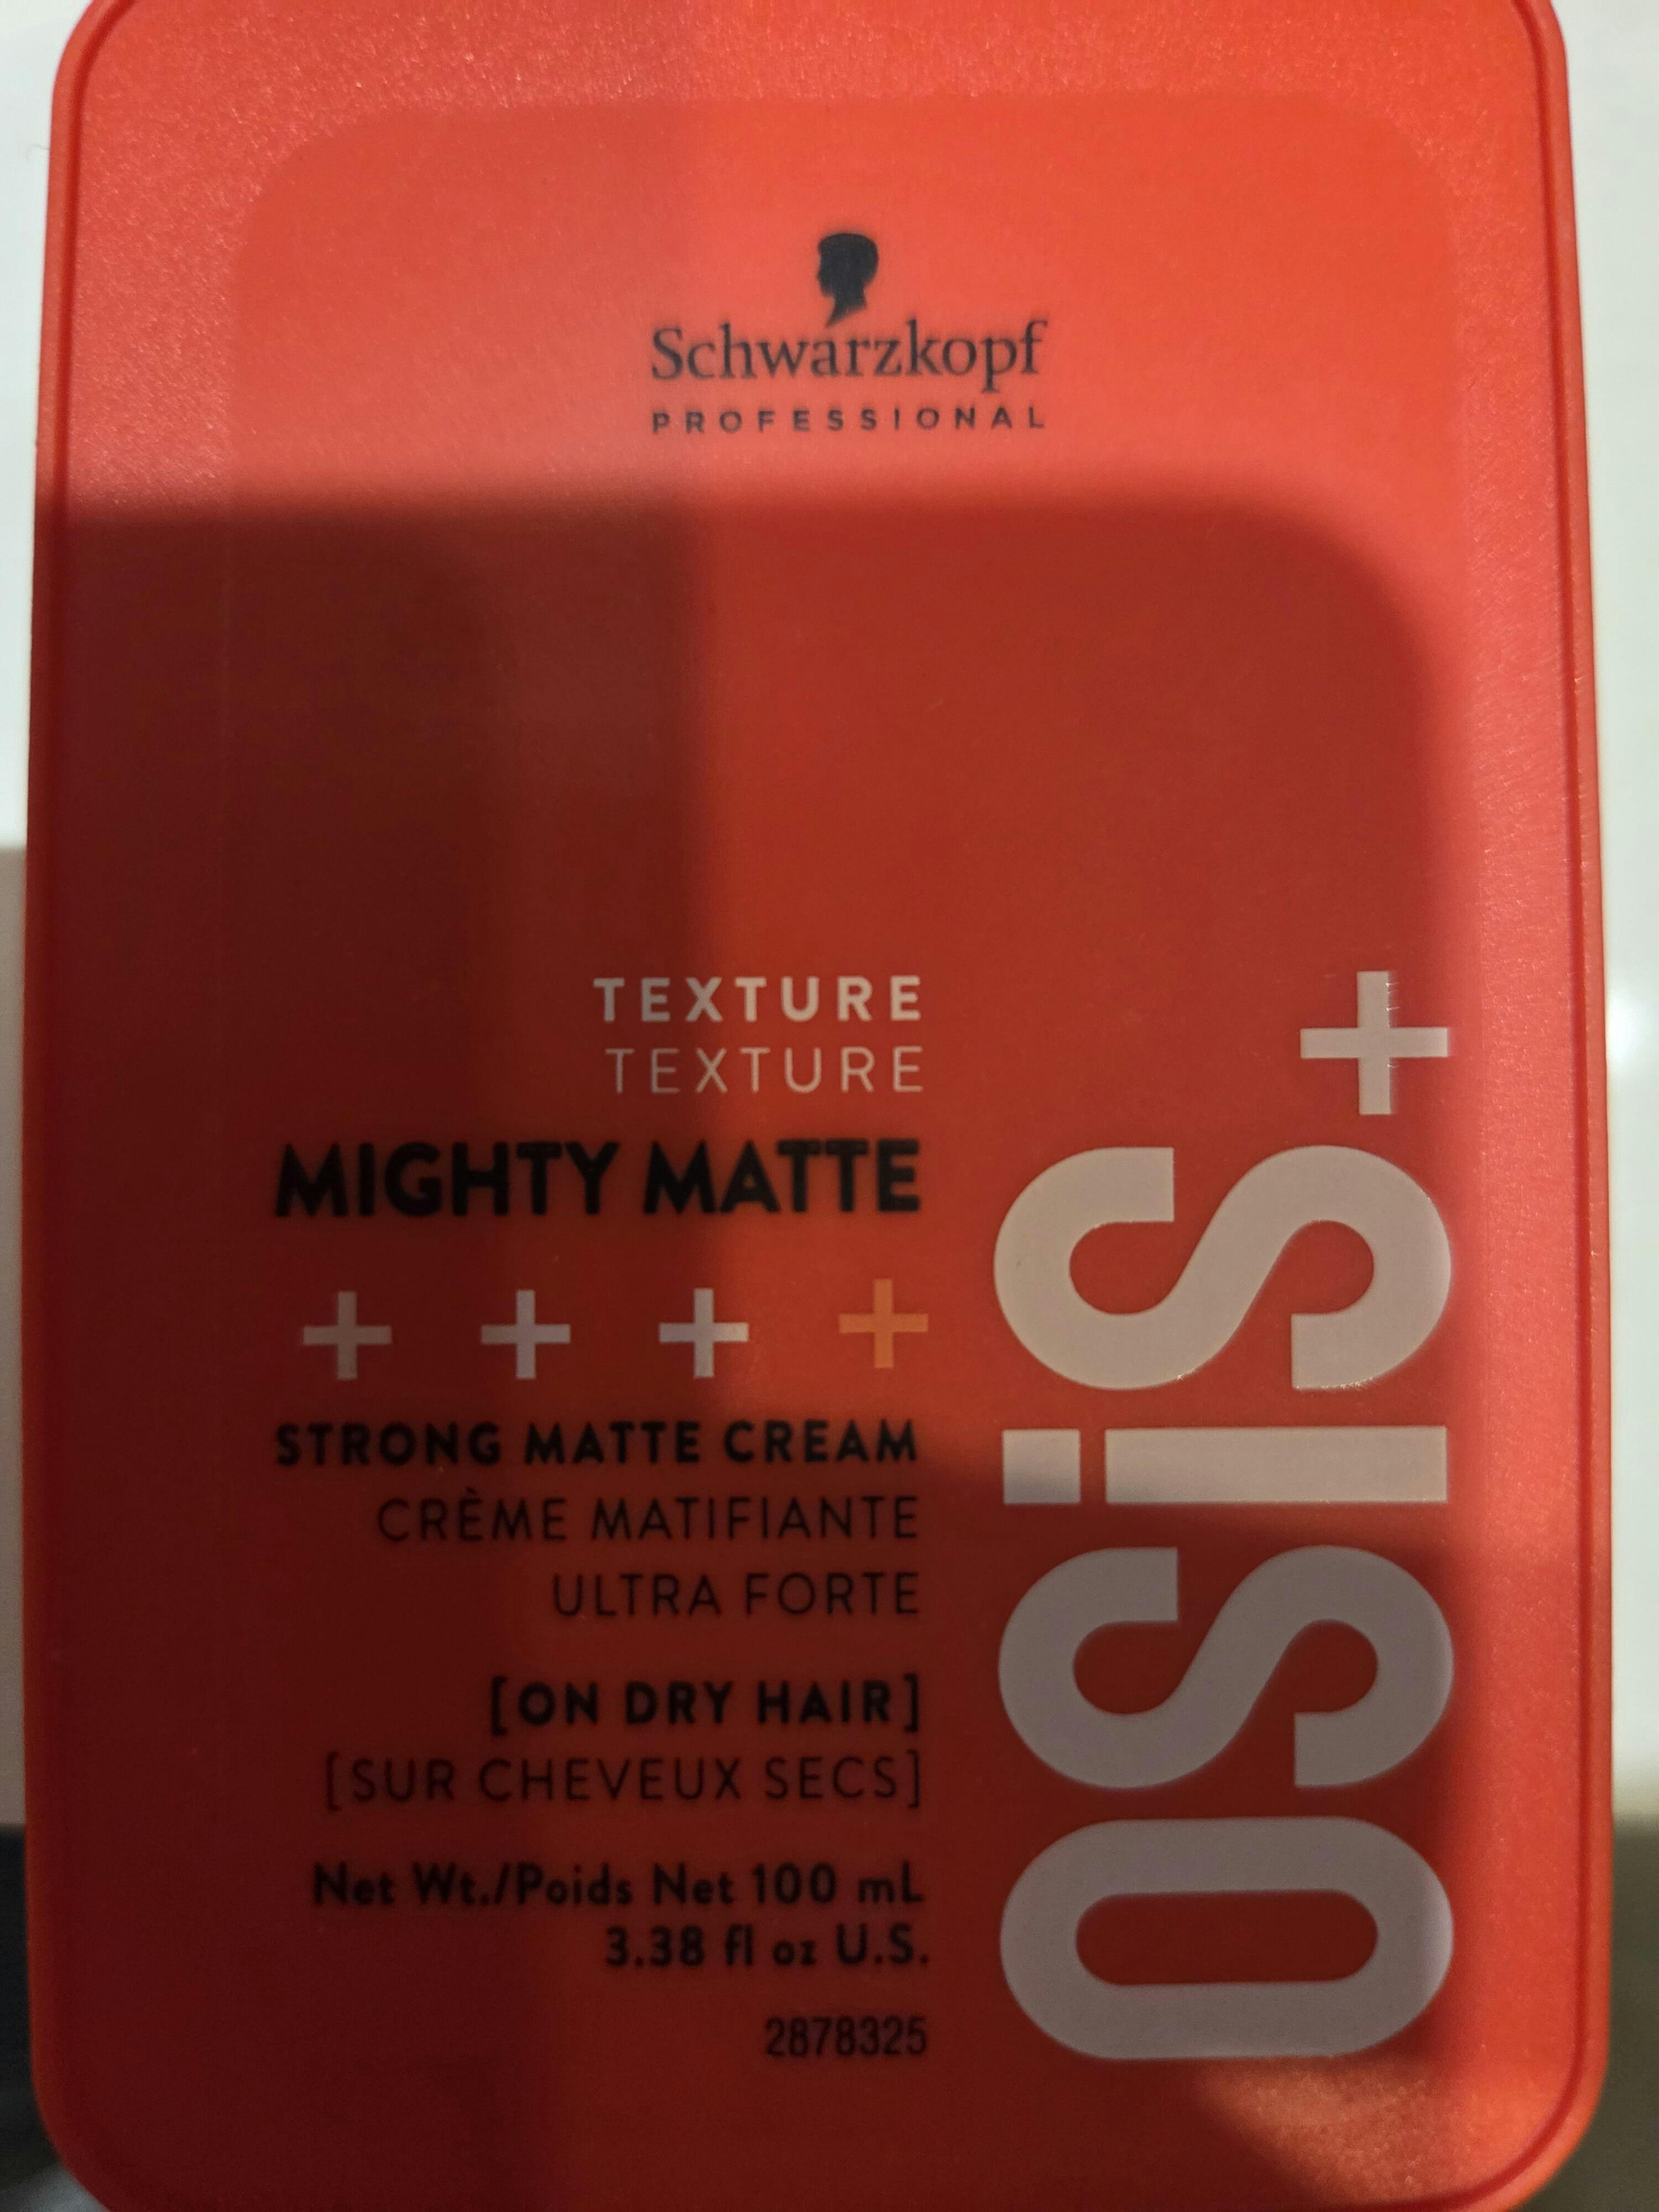 Schwarzkopf
PROFESSIONAL
TEXTURE
TEXTURE
MIGHTY MATTE
+ + + +
STRONG MATTE CREAM
CRÈME MATIFIANTE
ULTRA FORTE
[ON DRY HAIR]
[SUR CHEVEUX SECS]
Net Wt./Poids Net 100 mL
3.38 fl oz U.S.
2878325
OSiS+